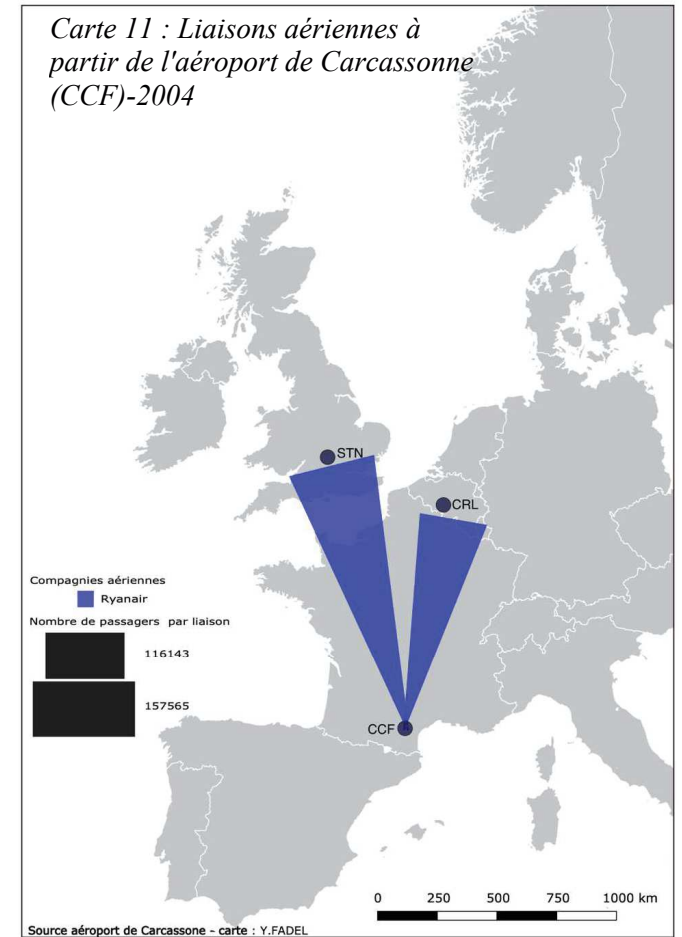 Carte 11 : Liaisons aériennes à
partir de l'aéroport de Carcassonne
(CCF)-2004
STN
CRL
CCF
Compagnies aériennes
Ryanair
Nombre de passagers par liaison
116143
157565
0 250 500 750 1000 km
Source aéroport de Carcassone - carte : Y.FADEL